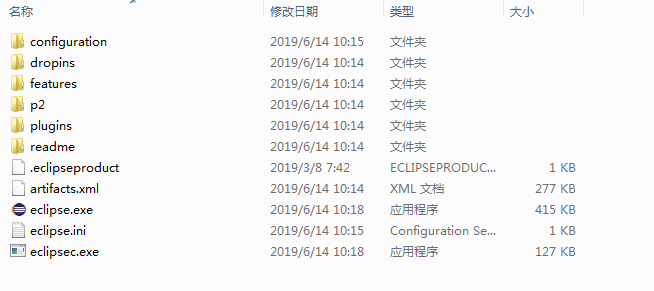 名称 修改日期 类型 大小
configuration 2019/6/14 10:15 文件夹
dropins 2019/6/14 10:14 文件夹
features 2019/6/14 10:14 文件夹
p2 2019/6/14 10:14 文件夹
plugins 2019/6/14 10:14 文件夹
readme 2019/6/14 10:14 文件夹
.eclipseproduct 2019/3/8 7:42 ECLIPSEPRODUC... 1 KB
artifacts.xml 2019/6/14 10:14 XML 文档 277 KB
eclipse.exe 2019/6/14 10:18 应用程序 415 KB
eclipse.ini 2019/6/14 10:15 Configuration Se... 1 KB
eclipsec.exe 2019/6/14 10:18 应用程序 127 KB